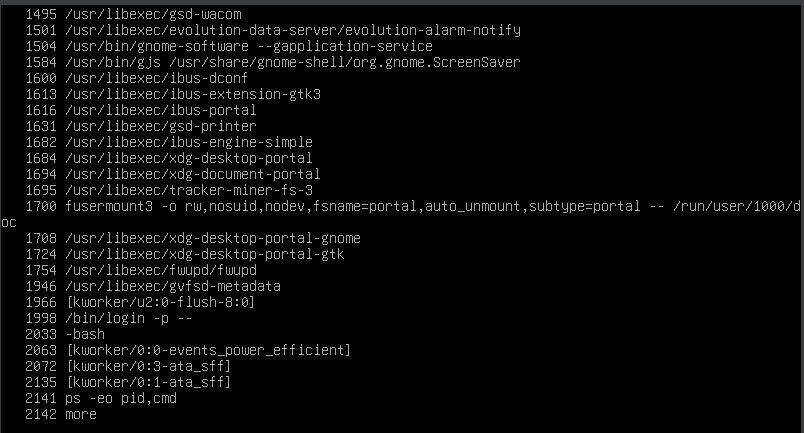 1495 /usr/libexec/gsd-wacom
1501 /usr/libexec/evolution-data-server/evolution-alarm-notify
1504 /usr/bin/gnome-software --gapplication-service
1584 /usr/bin/gjs /usr/share/gnome-shell/org.gnome.ScreenSaver
1600 /usr/libexec/ibus-dconf
1613 /usr/libexec/ibus-extension-gtk3
1616 /usr/libexec/ibus-portal
1631 /usr/libexec/gsd-printer
1682 /usr/libexec/ibus-engine-simple
1684 /usr/libexec/xdg-desktop-portal
1694 /usr/libexec/xdg-document-portal
1695 /usr/libexec/tracker-miner-fs-3
1700 fusermount3 -o rw,nosuid,nodev,fsname=portal,auto_unmount,subtype=portal -- /run/user/1000/d
oc
1708 /usr/libexec/xdg-desktop-portal-gnome
1724 /usr/libexec/xdg-desktop-portal-gtk
1754 /usr/libexec/fwupd/fwupd
1946 /usr/libexec/gvfsd-metadata
1966 [kworker/u2:0-flush-8:0]
1998 /bin/login -p --
2033 -bash
2063 [kworker/0:0-events_power_efficient]
2072 [kworker/0:3-ata_sff]
2135 [kworker/0:1-ata_sff]
2141 ps -eo pid,cmd
2142 more